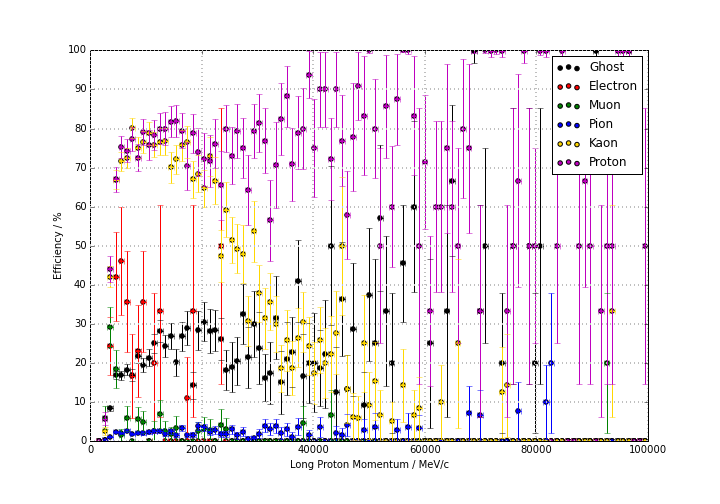 100
90
80
70
60
50
40
30
20
10
0
Efficiency / %
Ghost
Electron
Muon
Pion
Kaon
Proton
0 20000 40000 60000 80000 100000
Long Proton Momentum / MeV/c